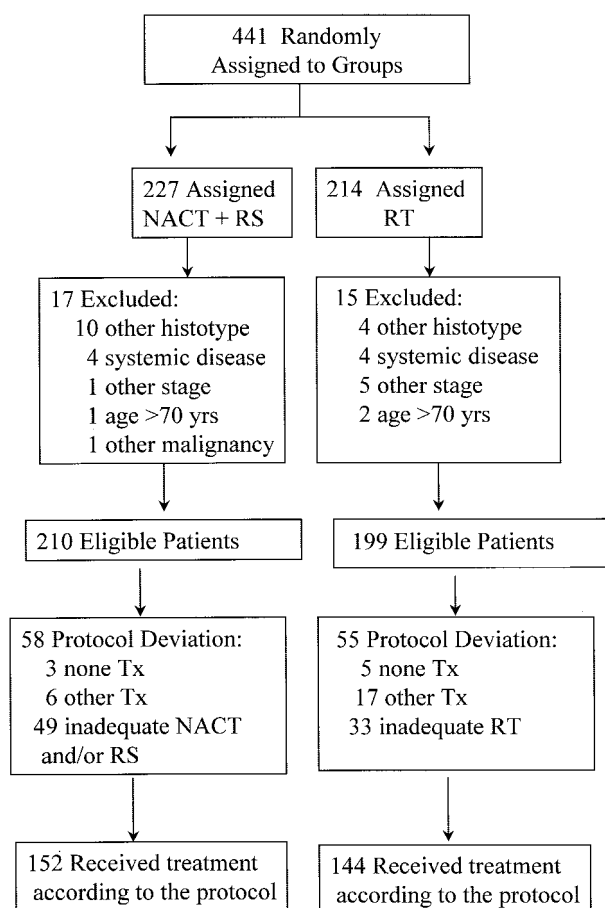 441 Randomly
Assigned to Groups
227 Assigned
NACT + RS
214 Assigned
RT
17 Excluded:
10 other histotype
4 systemic disease
1 other stage
1 age >70 yrs
1 other malignancy
15 Excluded:
4 other histotype
4 systemic disease
5 other stage
2 age >70 yrs
210 Eligible Patients
199 Eligible Patients
58 Protocol Deviation:
3 none Tx
6 other Tx
49 inadequate NACT
and/or RS
55 Protocol Deviation:
5 none Tx
17 other Tx
33 inadequate RT
152 Received treatment
according to the protocol
144 Received treatment
according to the protocol